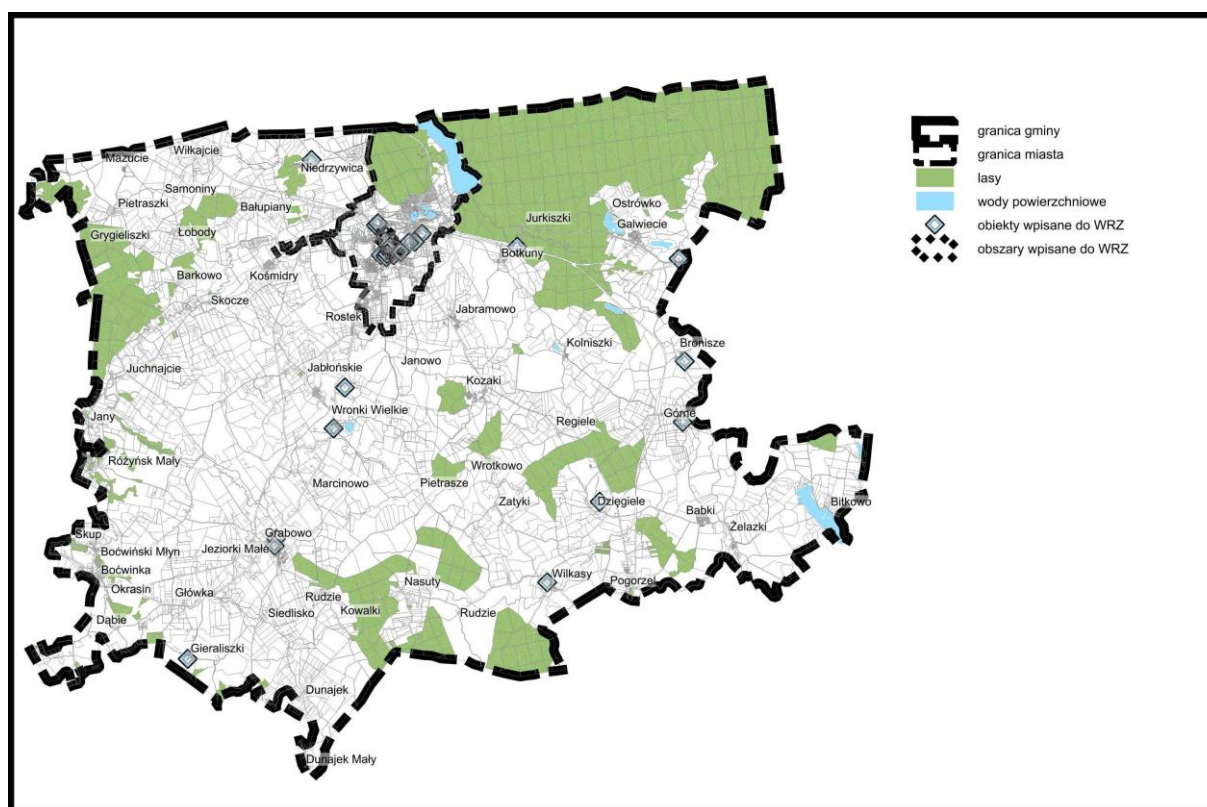 granica gminy
granica miasta
lasy
wody powierzchniowe
obiekty wpisane do WRZ
obszary wpisane do WRZ
Mazucie
Wiłkajcie
Niedrzywica
Samoniny
Pietraszki
Bałupiany
Grygieliszki
Łobody
Barkowo
Kośmidry
Skocze
Rostek
Jurkiszki
Ostrówko
Galwiecie
Botkuny
Jabramowo
Kolniszki
Bronisze
Juchnajcie
Jabłońskie
Janowo
Kozaki
Jany
Wronki Wielkie
Regiele
Górne
Różyńsk Mały
Marcinowo
Pietrasze
Wrotkowo
Zatyki
Dzięgiele
Babki
Bitkowo
Żelazki
Skup
Grabowo
Boćwiński Młyn
Jeziorki Małe
Boćwinka
Okrasin
Główka
Rudzie
Nasuty
Wilkasy
Pogorzel
Dąbie
Siedlisko
Kowalki
Rudzie
Gieraliszki
Dunajek
Dunajek Mały